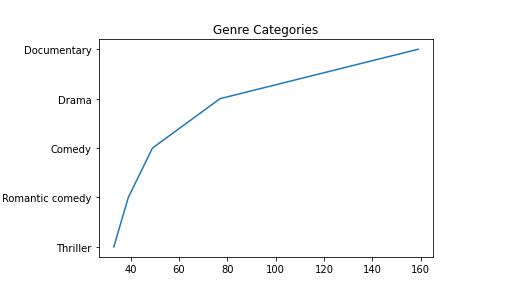 Genre Categories
Documentary
Drama
Comedy
Romantic comedy
Thriller
40 60 80 100 120 140 160